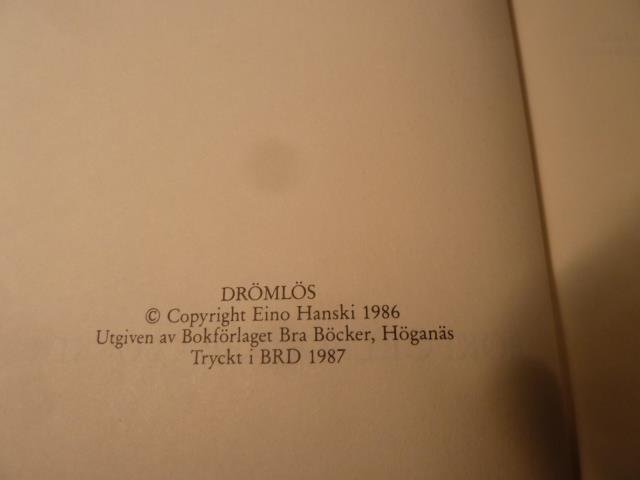 DRÖMLÖS
© Copyright Eino Hanski 1986
Utgiven av Bokförlaget Bra Böcker, Höganäs
Tryckt i BRD 1987